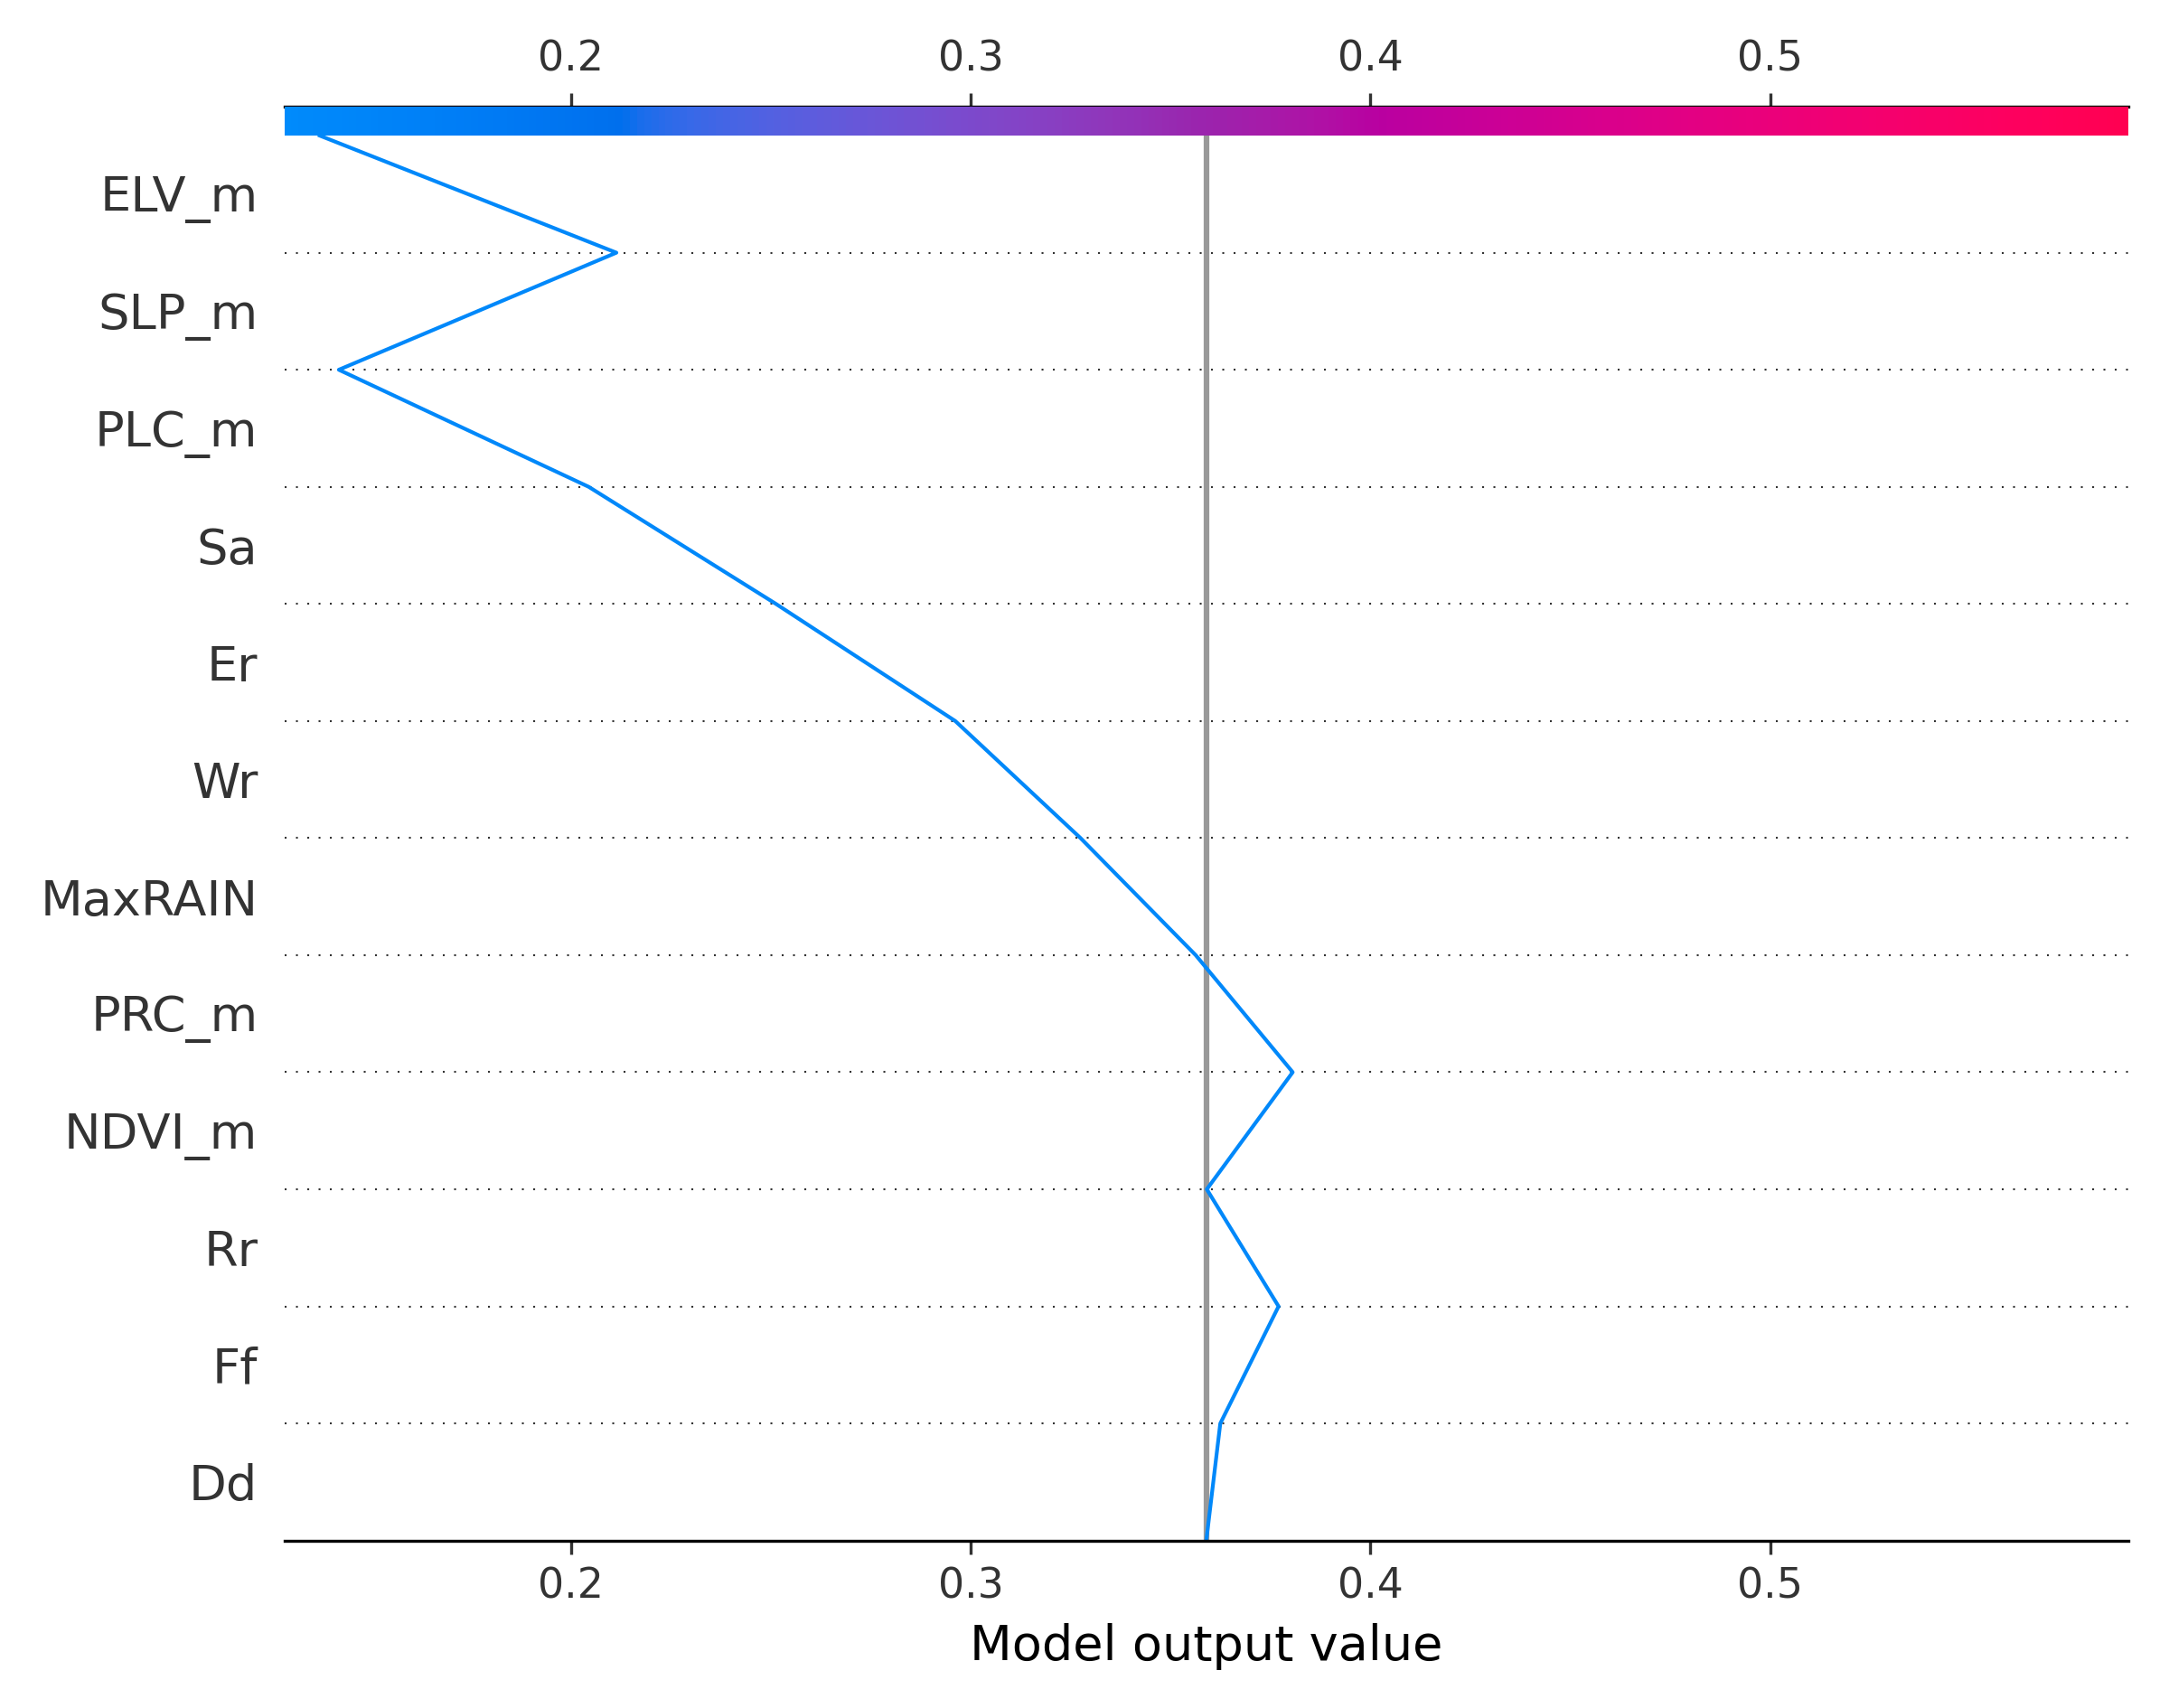 0.2 0.3 0.4 0.5
ELV_m
SLP_m
PLC_m
Sa
Er
Wr
MaxRAIN
PRC_m
NDVI_m
Rr
Ff
Dd
0.2 0.3 0.4 0.5
Model output value